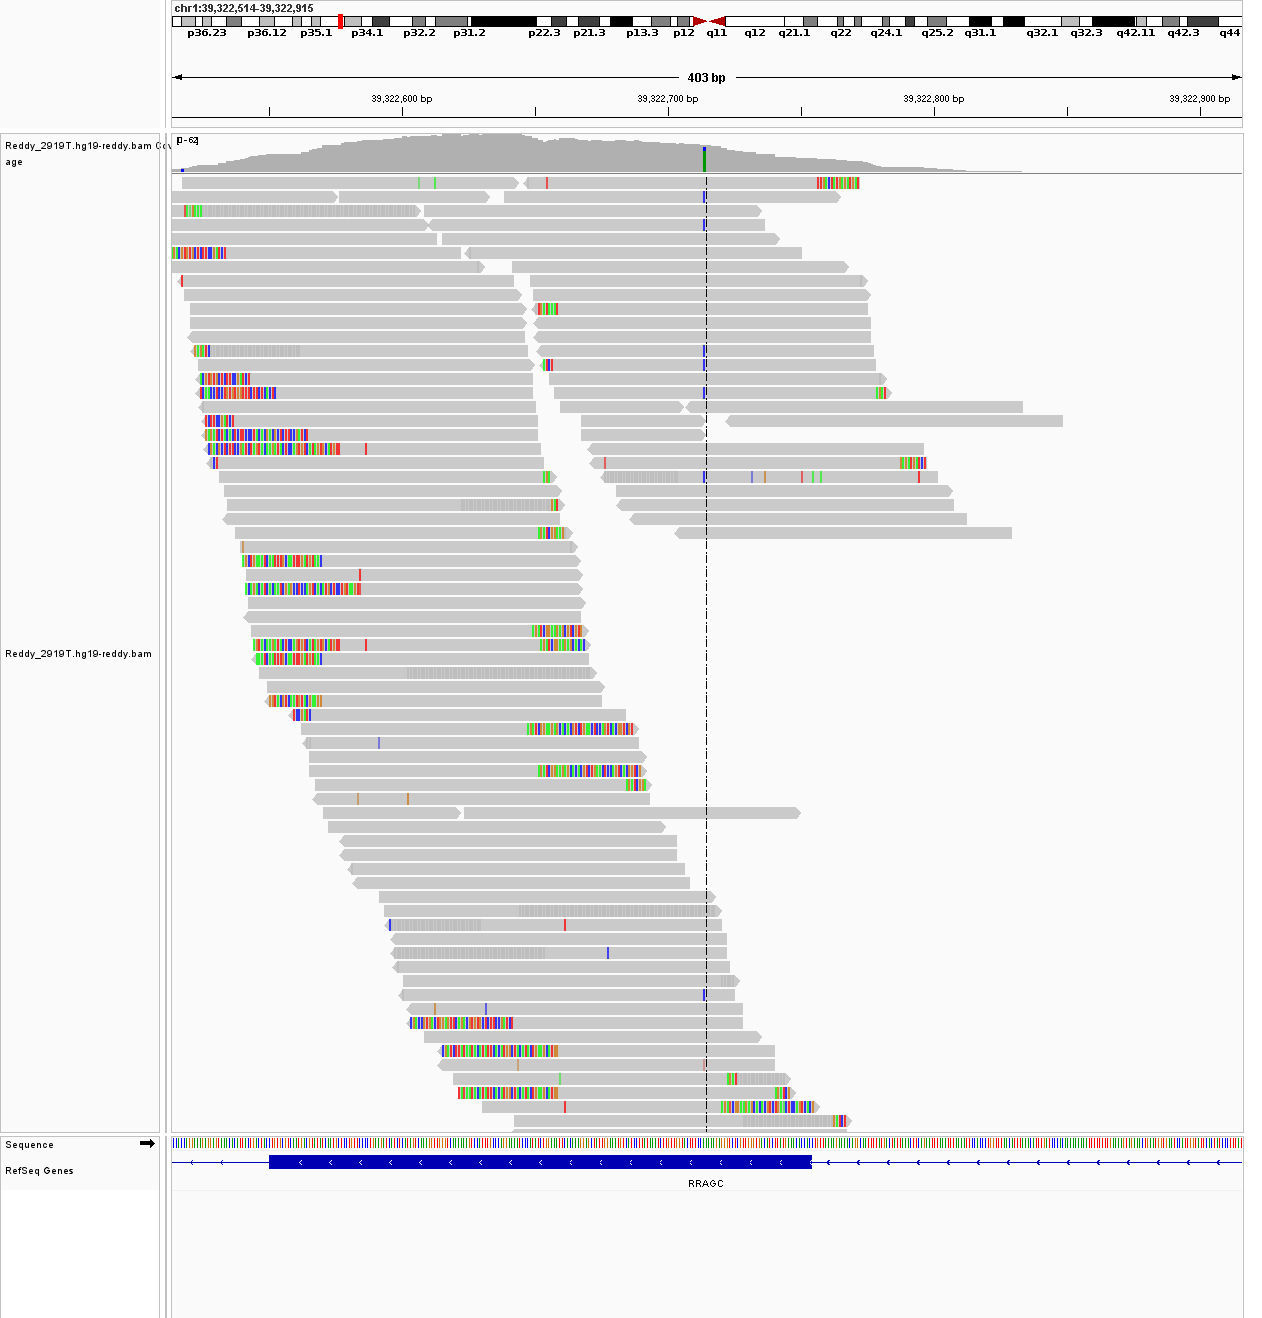 chr1:39,322,514-39,322,915
p36.23 p36.12 p35.1 p34.1 p32.2 p31.2 p22.3 p21.3 p13.3 p12 q11 q12 q21.1 q22 q24.1 q25.2 q31.1 q32.1 q32.3 q42.11 q42.3 q44
403 bp
39,322,600 bp 39,322,700 bp 39,322,800 bp 39,322,900 bp
[0-62]
Reddy_2919T.hg19-reddy.bam Cov
age
Reddy_2919T.hg19-reddy.bam
Sequence
RefSeq Genes
RRAGC